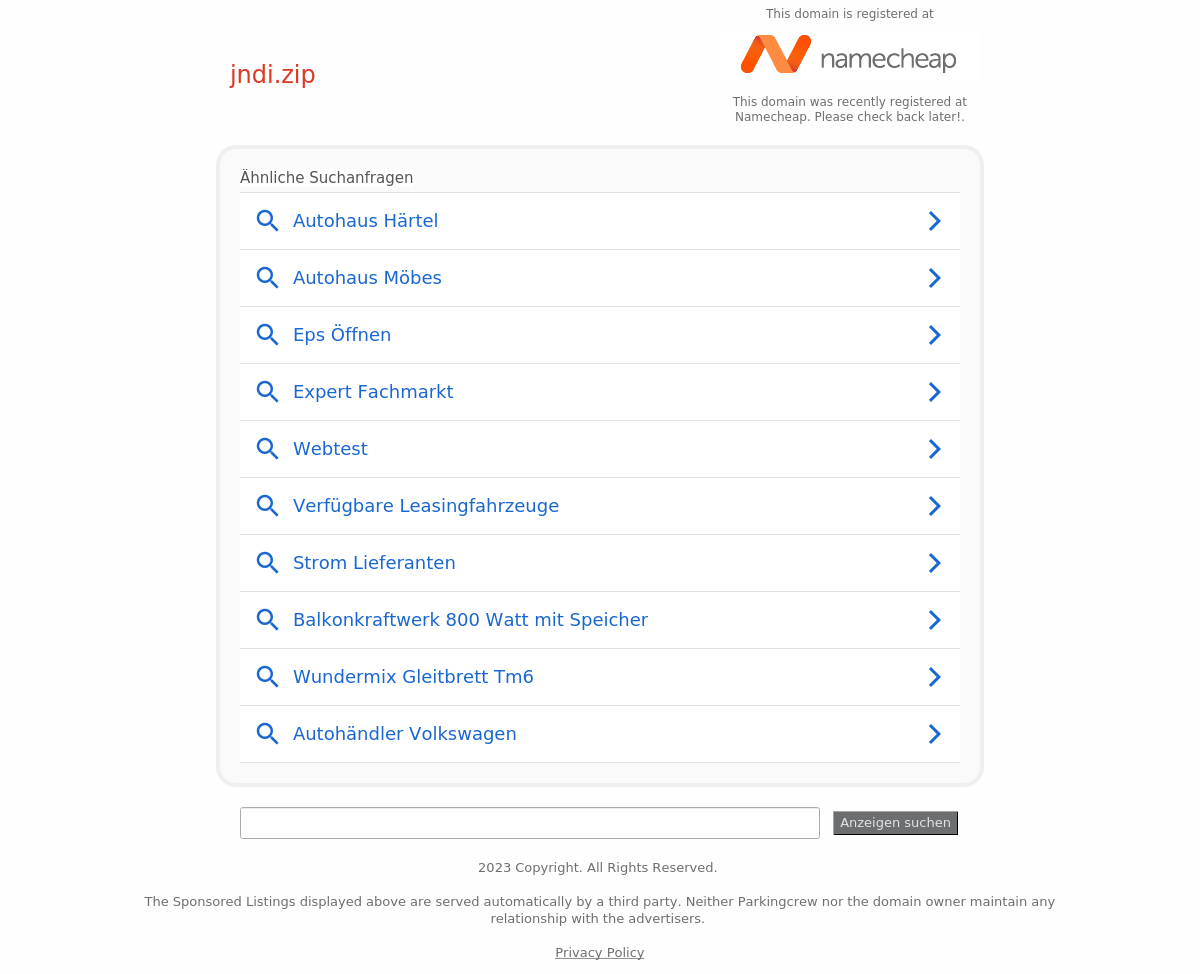 This domain is registered at
namecheap
jndi.zip
This domain was recently registered at
Namecheap. Please check back later!.
Ähnliche Suchanfragen
Autohaus Härtel
Autohaus Möbes
Eps Öffnen
Expert Fachmarkt
Webtest
Verfügbare Leasingfahrzeuge
Strom Lieferanten
Balkonkraftwerk 800 Watt mit Speicher
Wundermix Gleitbrett Tm6
Autohändler Volkswagen
Anzeigen suchen
2023 Copyright. All Rights Reserved.
The Sponsored Listings displayed above are served automatically by a third party. Neither Parkingcrew nor the domain owner maintain any
relationship with the advertisers.
Privacy Policy